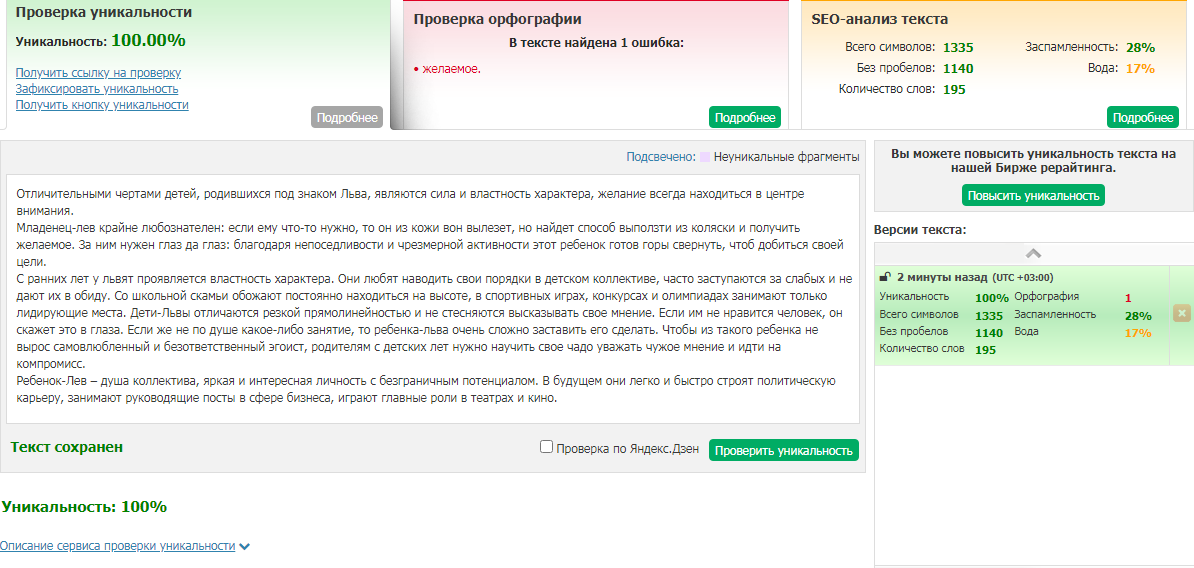 Проверка уникальности
Уникальность: 100.00%
Получить ссылку на проверку
Зафиксировать уникальность
Получить кнопку уникальности
Подробнее
Проверка орфографии
В тексте найдена 1 ошибка:
• желаемое.
Подробнее
SEO-анализ текста
Всего символов: 1335
Без пробелов: 1140
Количество слов: 195
Заспамленность: 28%
Вода: 17%
Подробнее
Подсвечено: Неуникальные фрагменты
Отличительными чертами детей, родившихся под знаком Льва, являются сила и властность характера, желание всегда находиться в центре
внимания.
Младенец-лев крайне любознателен: если ему что-то нужно, то он из кожи вон вылезет, но найдет способ выползти из коляски и получить
желаемое. За ним нужен глаз да глаз: благодаря непоседливости и чрезмерной активности этот ребенок готов горы свернуть, чтоб добиться своей
цели.
С ранних лет у львят проявляется властность характера. Они любят наводить свои порядки в детском коллективе, часто заступаются за слабых и не
дают их в обиду. Со школьной скамьи обожают постоянно находиться на высоте, в спортивных играх, конкурсах и олимпиадах занимают только
лидирующие места. Дети-Львы отличаются резкой прямолинейностью и не стесняются высказывать свое мнение. Если им не нравится человек, он
скажет это в глаза. Если же не по душе какое-либо занятие, то ребенка-льва очень сложно заставить его сделать. Чтобы из такого ребенка не
вырос самовлюбленный и безответственный эгоист, родителям с детских лет нужно научить свое чадо уважать чужое мнение и идти на
компромисс.
Ребенок-Лев – душа коллектива, яркая и интересная личность с безграничным потенциалом. В будущем они легко и быстро строят политическую
карьеру, занимают руководящие посты в сфере бизнеса, играют главные роли в театрах и кино.
Текст сохранен
Проверка по Яндекс.Дзен
Проверить уникальность
Уникальность: 100%
Описание сервиса проверки уникальности
Вы можете повысить уникальность текста на
нашей Бирже рерайтинга.
Повысить уникальность
Версии текста:
2 минуты назад (UTC +03:00)
Уникальность 100% Орфография 1
Всего символов 1335 Заспамленность 28%
Без пробелов 1140 Вода 17%
Количество слов 195